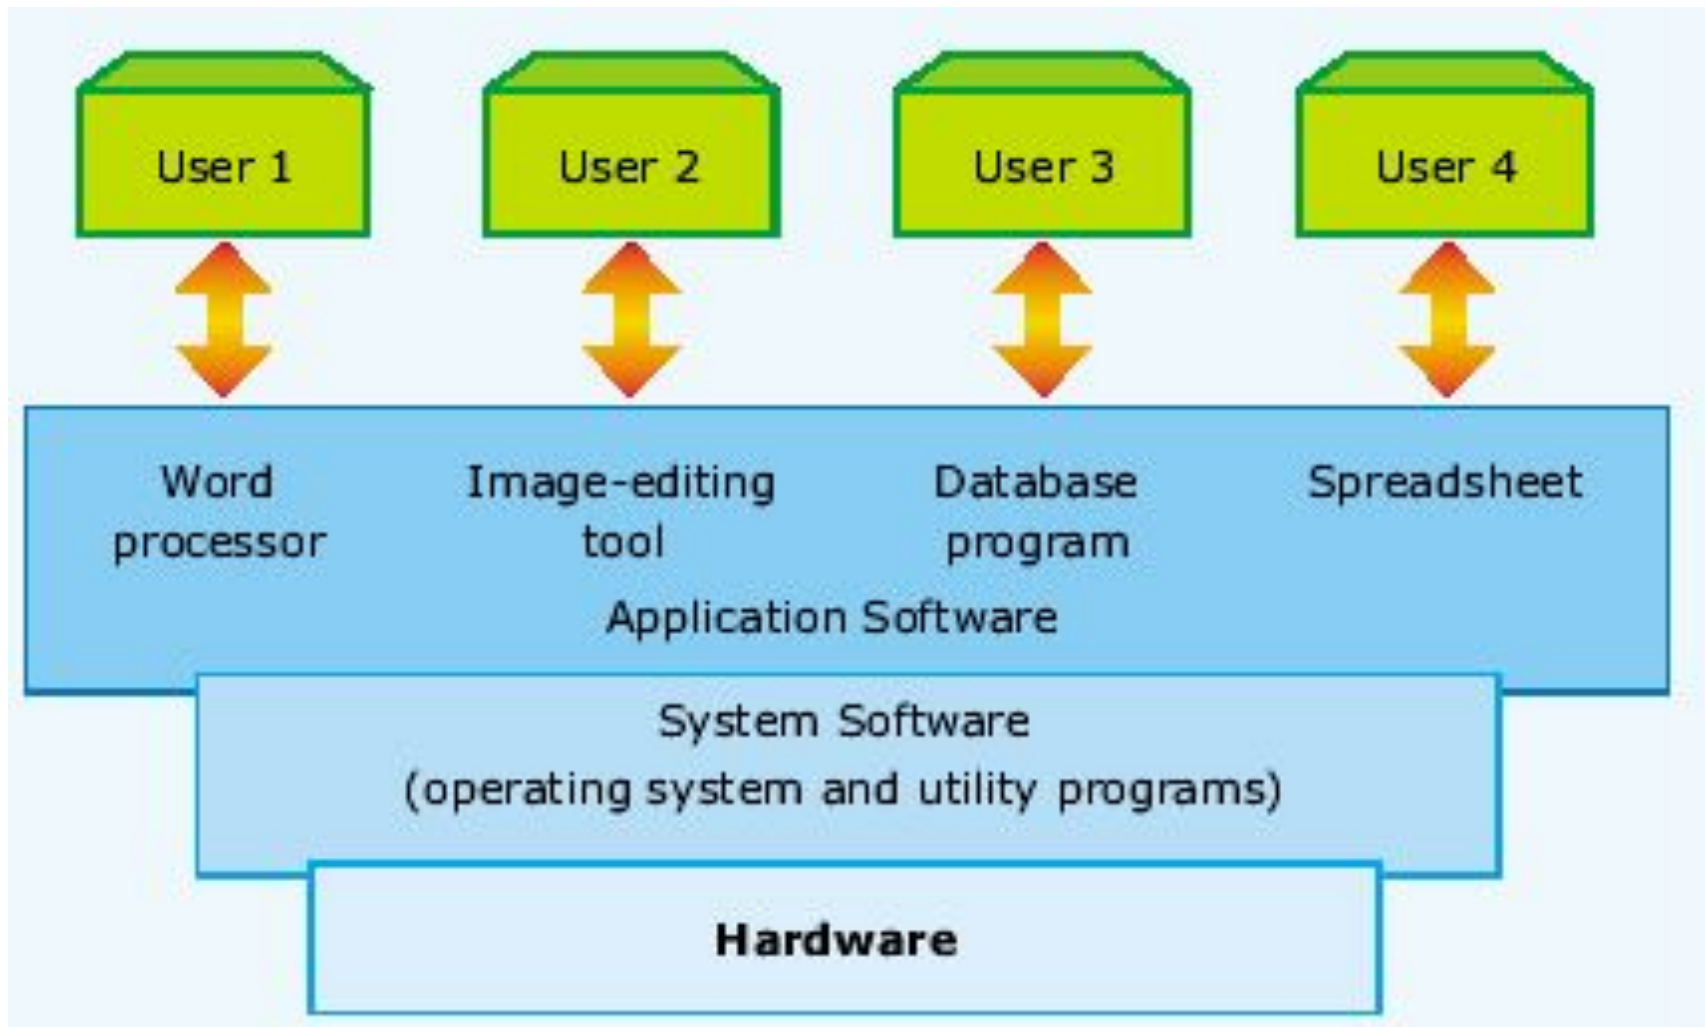 User 1
User 2
User 3
User 4
Word
processor
Image-editing
tool
Database
program
Spreadsheet
Application Software
System Software
(operating system and utility programs)
Hardware